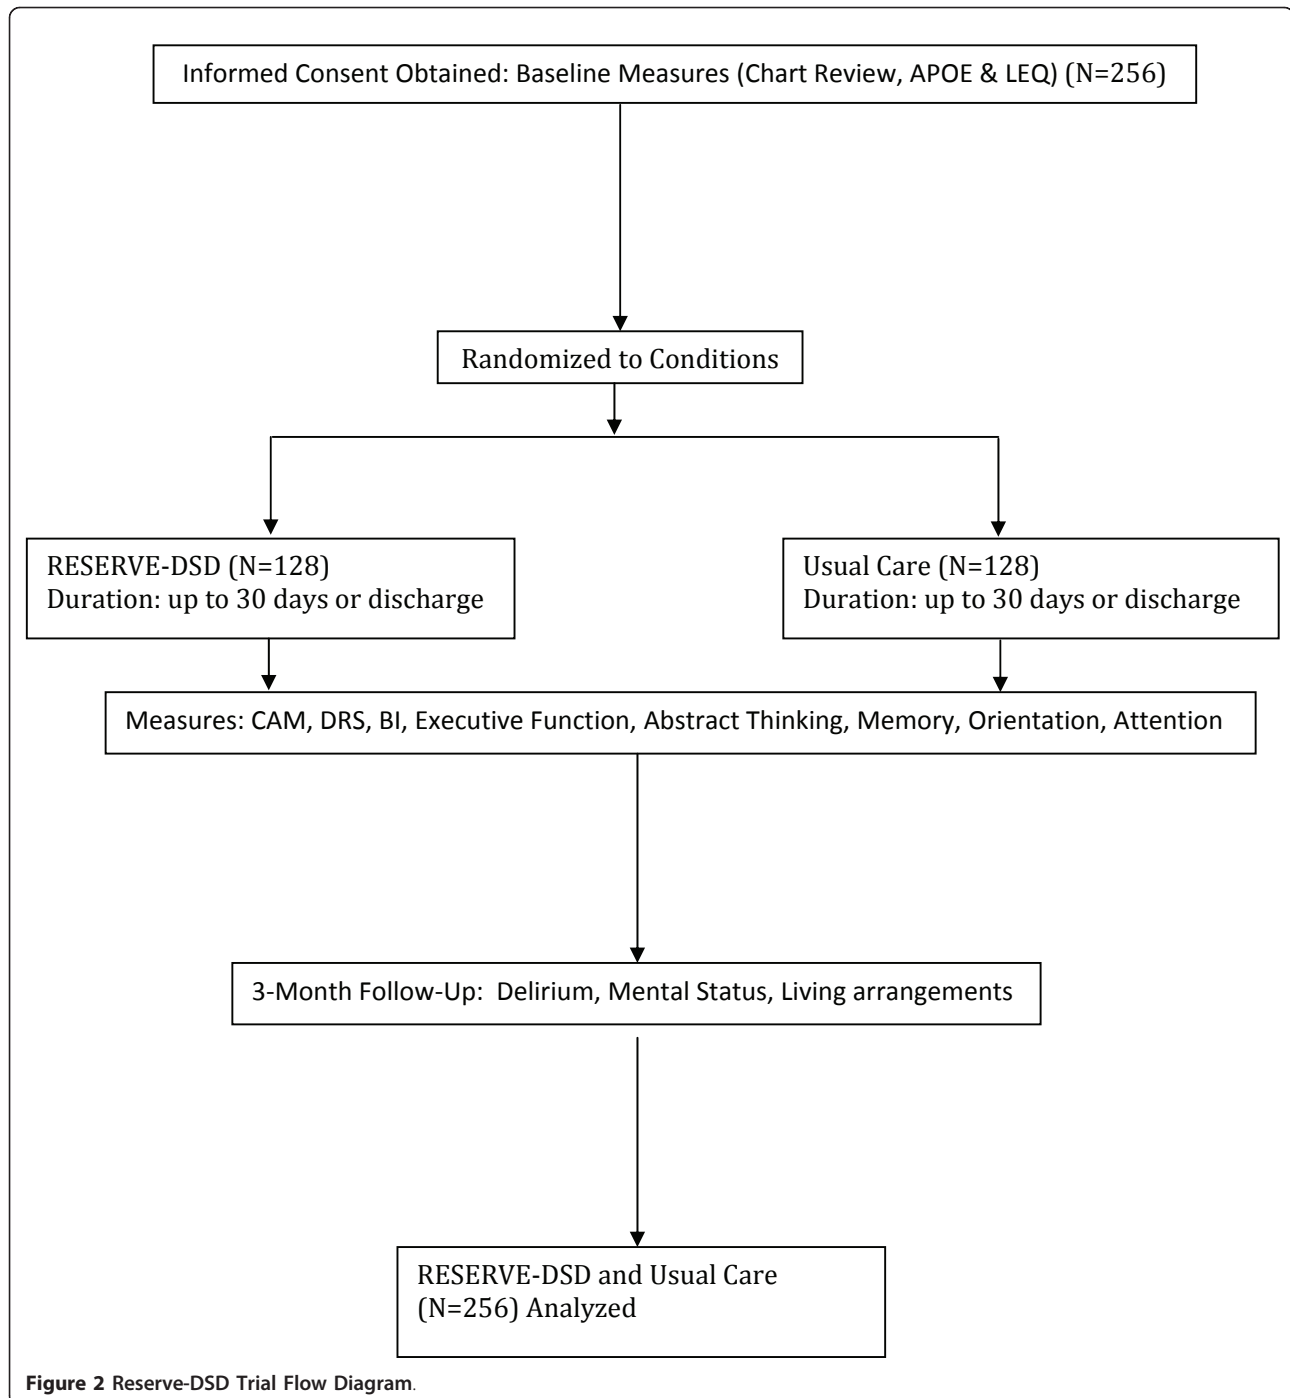 Informed Consent Obtained: Baseline Measures (Chart Review, APOE & LEQ) (N=256)
Randomized to Conditions
RESERVE-DSD (N=128)
Duration: up to 30 days or discharge
Usual Care (N=128)
Duration: up to 30 days or discharge
Measures: CAM, DRS, BI, Executive Function, Abstract Thinking, Memory, Orientation, Attention
3-Month Follow-Up: Delirium, Mental Status, Living arrangements
RESERVE-DSD and Usual Care
(N=256) Analyzed
Figure 2 Reserve-DSD Trial Flow Diagram.